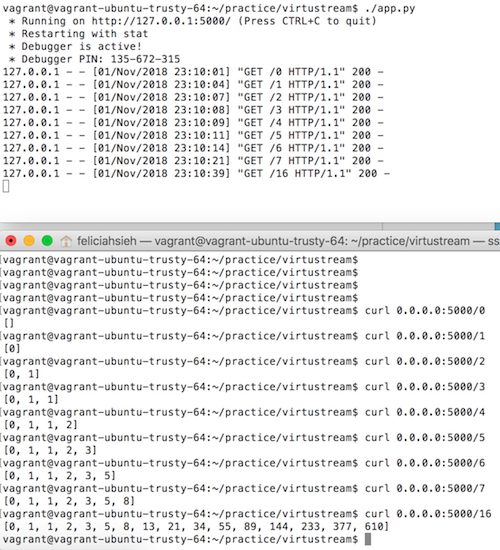 vagrant@vagrant-ubuntu-trusty-64:~/practice/virtustream$ ./app.py
 * Running on http://127.0.0.1:5000/ (Press CTRL+C to quit)
 * Restarting with stat
 * Debugger is active!
 * Debugger PIN: 135-672-315
127.0.0.1 - - [01/Nov/2018 23:10:01] "GET /0 HTTP/1.1" 200 -
127.0.0.1 - - [01/Nov/2018 23:10:04] "GET /1 HTTP/1.1" 200 -
127.0.0.1 - - [01/Nov/2018 23:10:07] "GET /2 HTTP/1.1" 200 -
127.0.0.1 - - [01/Nov/2018 23:10:08] "GET /3 HTTP/1.1" 200 -
127.0.0.1 - - [01/Nov/2018 23:10:09] "GET /4 HTTP/1.1" 200 -
127.0.0.1 - - [01/Nov/2018 23:10:11] "GET /5 HTTP/1.1" 200 -
127.0.0.1 - - [01/Nov/2018 23:10:14] "GET /6 HTTP/1.1" 200 -
127.0.0.1 - - [01/Nov/2018 23:10:21] "GET /7 HTTP/1.1" 200 -
127.0.0.1 - - [01/Nov/2018 23:10:39] "GET /16 HTTP/1.1" 200 -
feliciahsieh — vagrant@vagrant-ubuntu-trusty-64: ~/practice/virtustream — ss
[vagrant@vagrant-ubuntu-trusty-64:~/practice/virtustream$
[vagrant@vagrant-ubuntu-trusty-64:~/practice/virtustream$
[vagrant@vagrant-ubuntu-trusty-64:~/practice/virtustream$
[vagrant@vagrant-ubuntu-trusty-64:~/practice/virtustream$
[vagrant@vagrant-ubuntu-trusty-64:~/practice/virtustream$ curl 0.0.0.0:5000/0
[]
[vagrant@vagrant-ubuntu-trusty-64:~/practice/virtustream$ curl 0.0.0.0:5000/1
[0]
[vagrant@vagrant-ubuntu-trusty-64:~/practice/virtustream$ curl 0.0.0.0:5000/2
[0, 1]
[vagrant@vagrant-ubuntu-trusty-64:~/practice/virtustream$ curl 0.0.0.0:5000/3
[0, 1, 1]
[vagrant@vagrant-ubuntu-trusty-64:~/practice/virtustream$ curl 0.0.0.0:5000/4
[0, 1, 1, 2]
[vagrant@vagrant-ubuntu-trusty-64:~/practice/virtustream$ curl 0.0.0.0:5000/5
[0, 1, 1, 2, 3]
[vagrant@vagrant-ubuntu-trusty-64:~/practice/virtustream$ curl 0.0.0.0:5000/6
[0, 1, 1, 2, 3, 5]
[vagrant@vagrant-ubuntu-trusty-64:~/practice/virtustream$ curl 0.0.0.0:5000/7
[0, 1, 1, 2, 3, 5, 8]
[vagrant@vagrant-ubuntu-trusty-64:~/practice/virtustream$ curl 0.0.0.0:5000/16
[0, 1, 1, 2, 3, 5, 8, 13, 21, 34, 55, 89, 144, 233, 377, 610]
vagrant@vagrant-ubuntu-trusty-64:~/practice/virtustream$